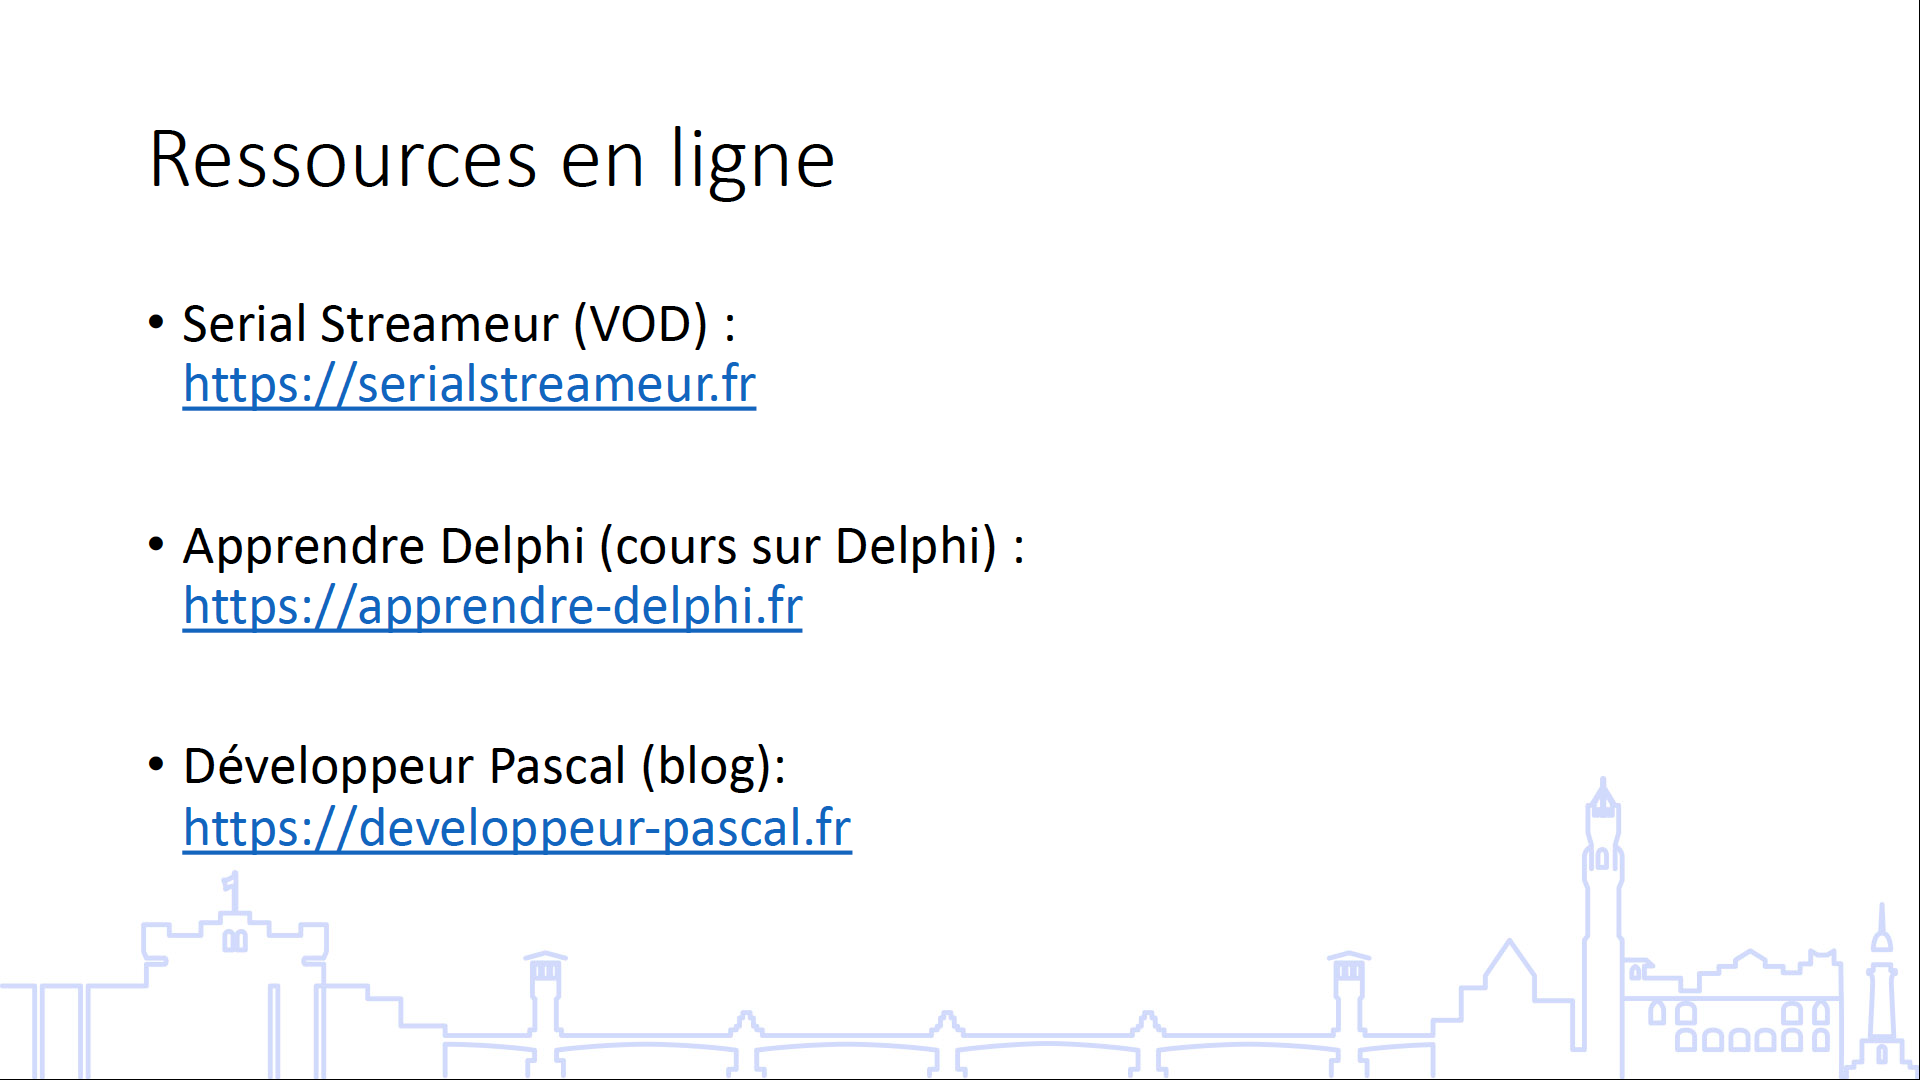 Ressources en ligne
• Serial Streameur (VOD) :
https://serialstreameur.fr
• Apprendre Delphi (cours sur Delphi) :
https://apprendre-delphi.fr
• Développeur Pascal (blog):
https://developpeur-pascal.fr